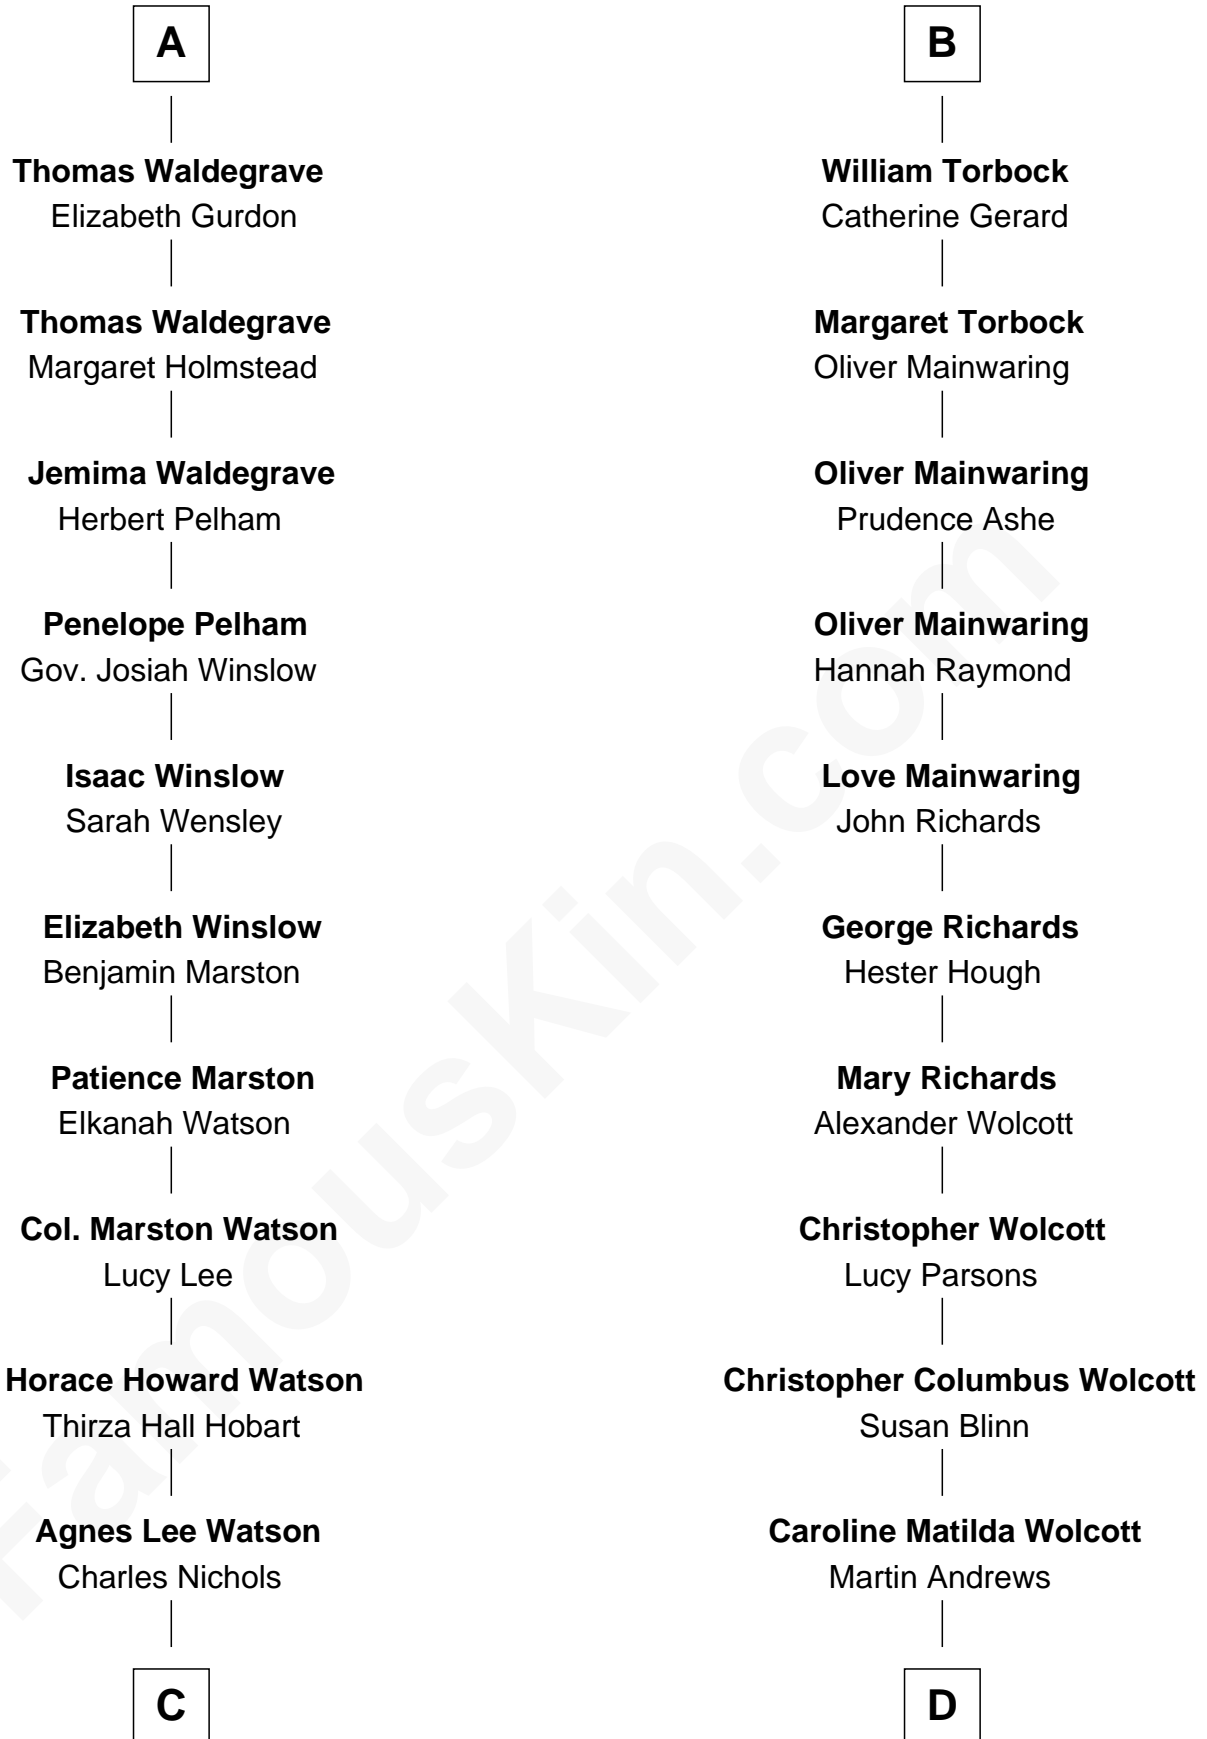 A
Thomas Waldegrave
Elizabeth Gurdon
Thomas Waldegrave
Margaret Holmstead
Jemima Waldegrave
Herbert Pelham
Penelope Pelham
Gov. Josiah Winslow
Isaac Winslow
Sarah Wensley
Elizabeth Winslow
Benjamin Marston
Patience Marston
Elkanah Watson
Col. Marston Watson
Lucy Lee
Horace Howard Watson
Thirza Hall Hobart
Agnes Lee Watson
Charles Nichols
C
B
William Torbock
Catherine Gerard
Margaret Torbock
Oliver Mainwaring
Oliver Mainwaring
Prudence Ashe
Oliver Mainwaring
Hannah Raymond
Love Mainwaring
John Richards
George Richards
Hester Hough
Mary Richards
Alexander Wolcott
Christopher Wolcott
Lucy Parsons
Christopher Columbus Wolcott
Susan Blinn
Caroline Matilda Wolcott
Martin Andrews
D
FamousKin.com